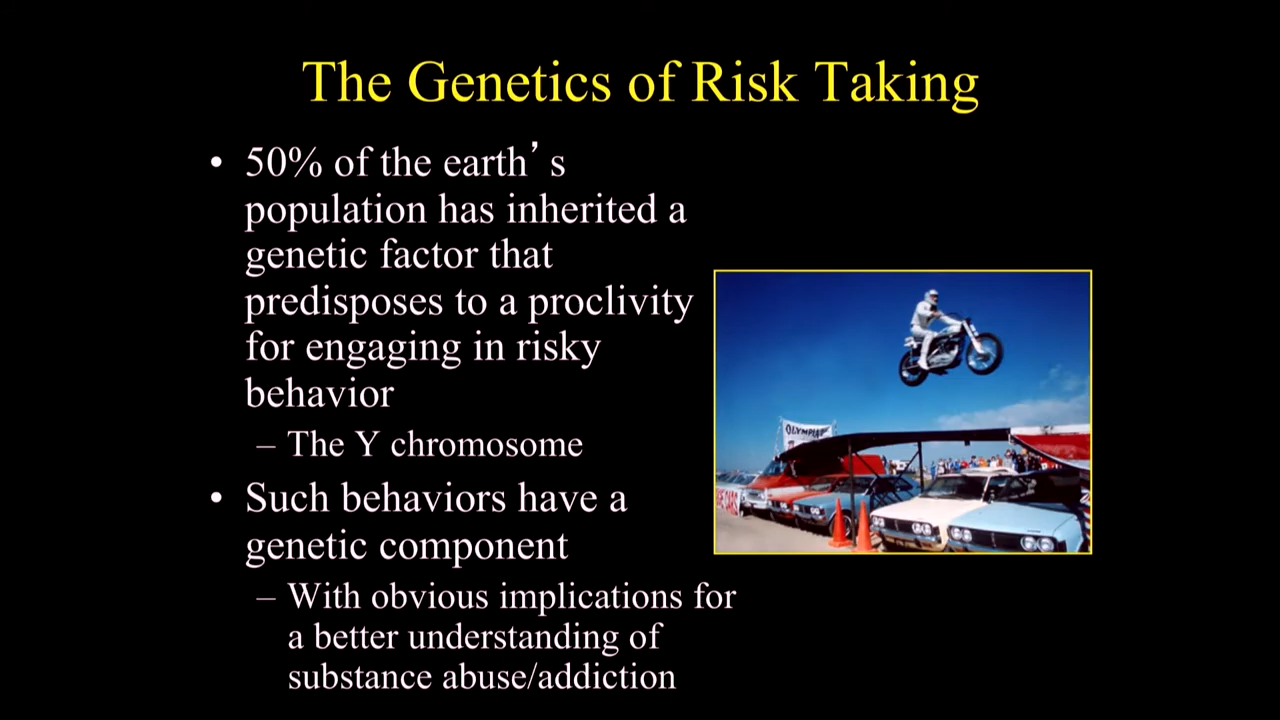 The Genetics of Risk Taking
• 50% of the earth’s
population has inherited a
genetic factor that
predisposes to a proclivity
for engaging in risky
behavior
– The Y chromosome
• Such behaviors have a
genetic component
– With obvious implications for
a better understanding of
substance abuse/addiction